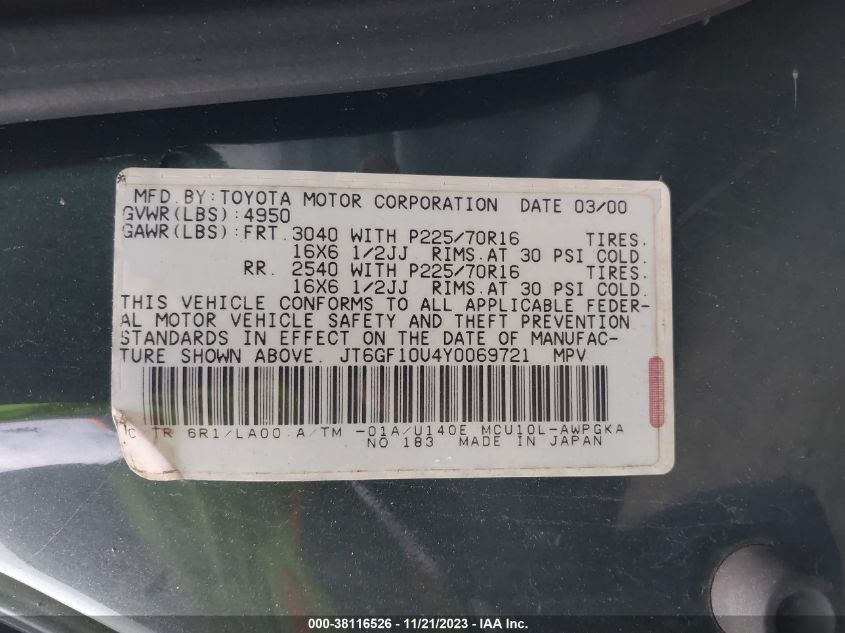 MFD. BY: TOYOTA MOTOR CORPORATION DATE 03/00
GVWR(LBS): 4950
GAWR(LBS): FRT. 3040 WITH P225/70R16 TIRES.
16X6 1/2JJ RIMS. AT 30 PSI COLD.
RR. 2540 WITH P225/70R16 TIRES.
16X6 1/2JJ RIMS. AT 30 PSI COLD.
THIS VEHICLE CONFORMS TO ALL APPLICABLE FEDER-
AL MOTOR VEHICLE SAFETY AND THEFT PREVENTION
STANDARDS IN EFFECT ON THE DATE OF MANUFAC-
TURE SHOWN ABOVE. JT6GF10U4Y0069721 MPV
C/TR 6R1/LA00 A/TM -01A/U140E MCU10L-AWPGKA
NO 183 MADE IN JAPAN
000-38116526 - 11/21/2023 - IAA Inc.